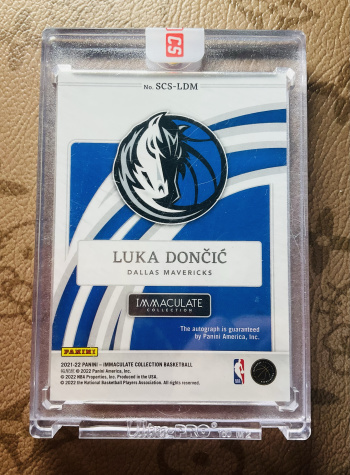 CS
No. SCS-LDM
LUKA DONČIĆ
DALLAS MAVERICKS
IMMACULATE
COLLECTION
The autograph is guaranteed
by Panini America, Inc.
PANINI
2021-22 PANINI – IMMACULATE COLLECTION BASKETBALL
© 2022 Panini America, Inc.
© 2022 NBA Properties, Inc. Produced in the USA.
© 2022 the National Basketball Players Association. All rights reserved.
Ultra·PRO